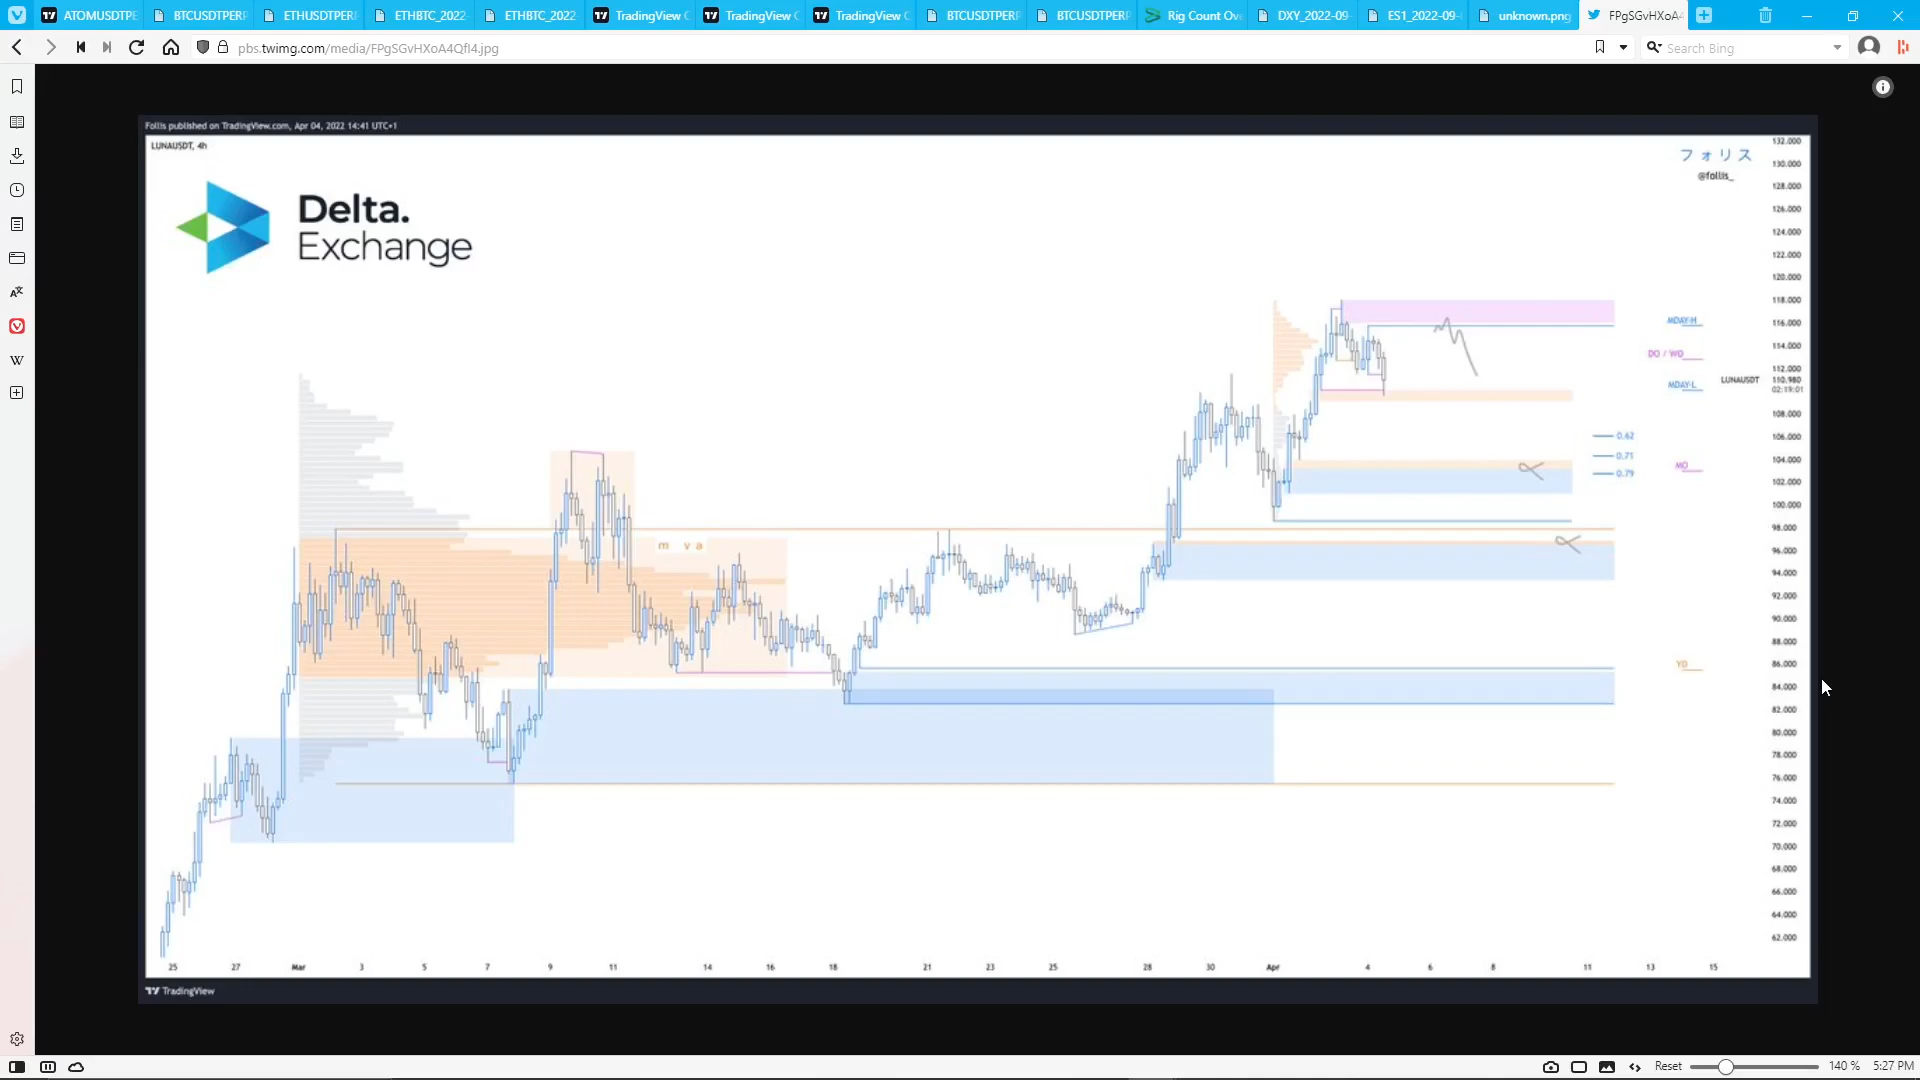 ATOMUSDTPE
BTCUSDTPERP
ETHUSDTPERP
ETHBTC_2022-
ETHBTC_2022
TradingView C
TradingView C
TradingView C
BTCUSDTPERP
BTCUSDTPERP
Rig Count Ove
DXY_2022-09-
ES1_2022-09-
unknown.png
FPgSGvHXoA4
pbs.twimg.com/media/FPgSGvHXoA4QfI4.jpg
Search Bing
Follis published on TradingView.com, Apr 04, 2022 14:41 UTC+1
LUNAUSDT, 4h
Delta.
Exchange
フォリス
@follis_
132.000
130.000
128.000
126.000
124.000
122.000
120.000
118.000
116.000
114.000
112.000
LUNAUSDT 110.980
02:19:01
108.000
106.000
104.000
102.000
100.000
98.000
96.000
94.000
92.000
90.000
88.000
86.000
84.000
82.000
80.000
78.000
76.000
74.000
72.000
70.000
68.000
66.000
64.000
62.000
MDAY-H
DO / WO
MDAY-L
0.62
0.71
0.79
MO
m v a
YO
25 27 Mar 3 5 7 9 11 14 16 18 21 23 25 28 30 Apr 4 6 8 11 13 15
TradingView
Reset 140 % 5:27 PM